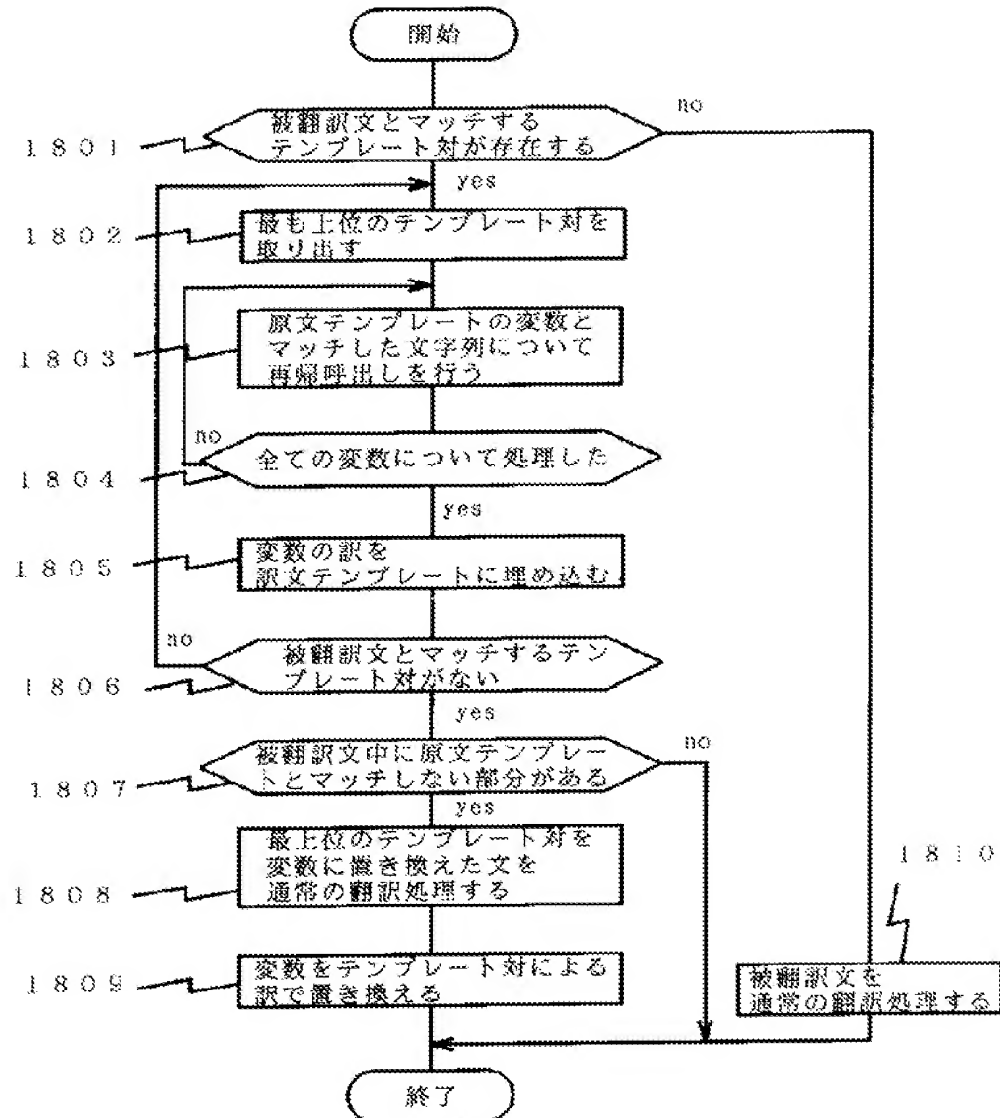 開始
no
1801
被翻訳文とマッチする
テンプレート対が存在する
yes
1802
最も上位のテンプレート対を
取り出す
1803
原文テンプレートの変数と
マッチした文字列について
再帰呼出しを行う
no
1804
全ての変数について処理した
yes
1805
変数の訳を
訳文テンプレートに埋め込む
no
1806
被翻訳文とマッチするテン
プレート対がない
yes
no
1807
被翻訳文中に原文テンプレー
トとマッチしない部分がある
yes
1808
最上位のテンプレート対を
変数に置き換えた文を
通常の翻訳処理する
1810
1809
変数をテンプレート対による
訳で置き換える
被翻訳文を
通常の翻訳処理する
終了